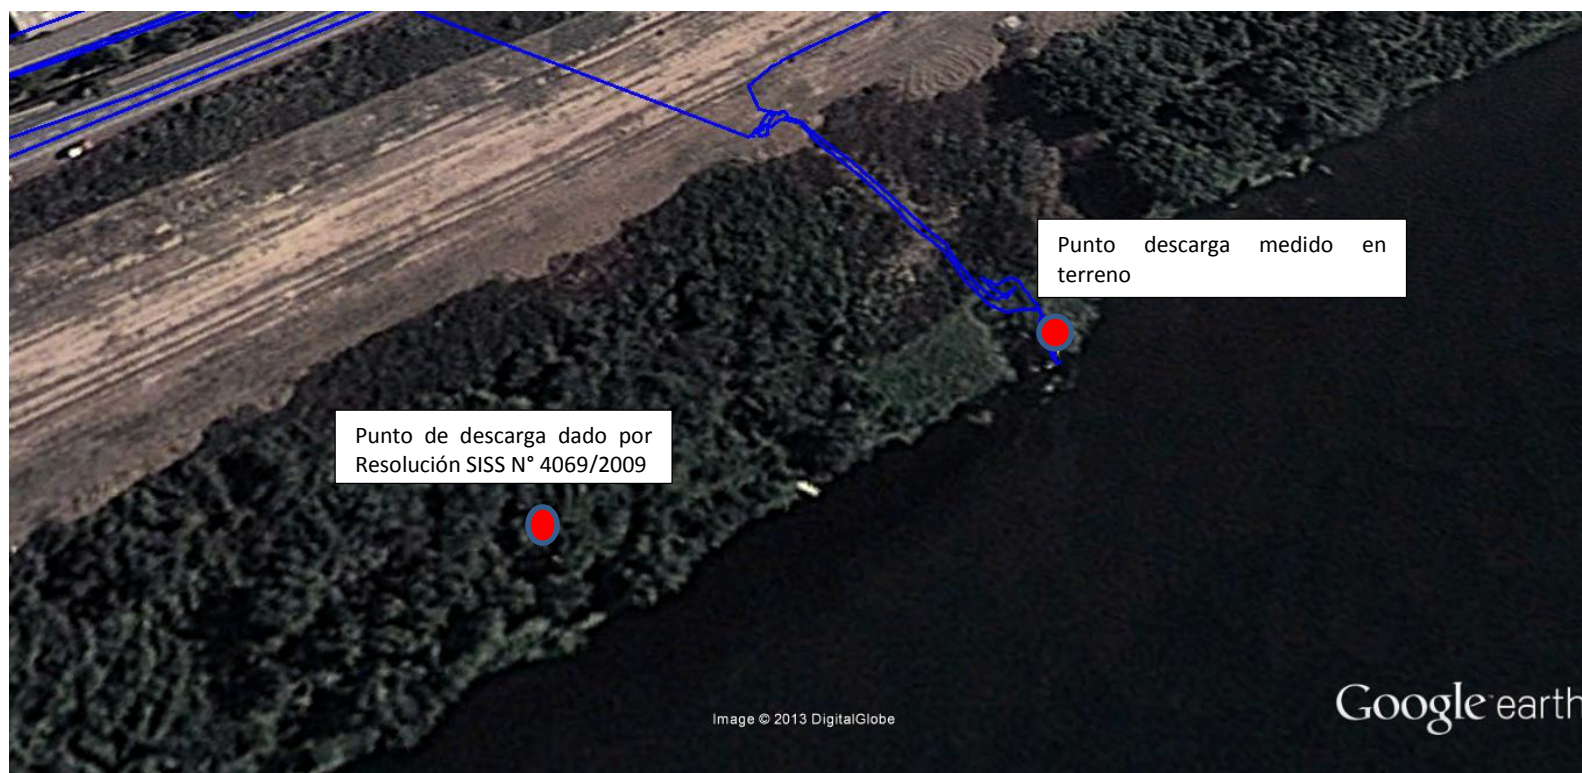 Punto descarga medido en
terreno
Punto de descarga dado por
Resolución SISS N° 4069/2009
Image © 2013 DigitalGlobe
Google earth